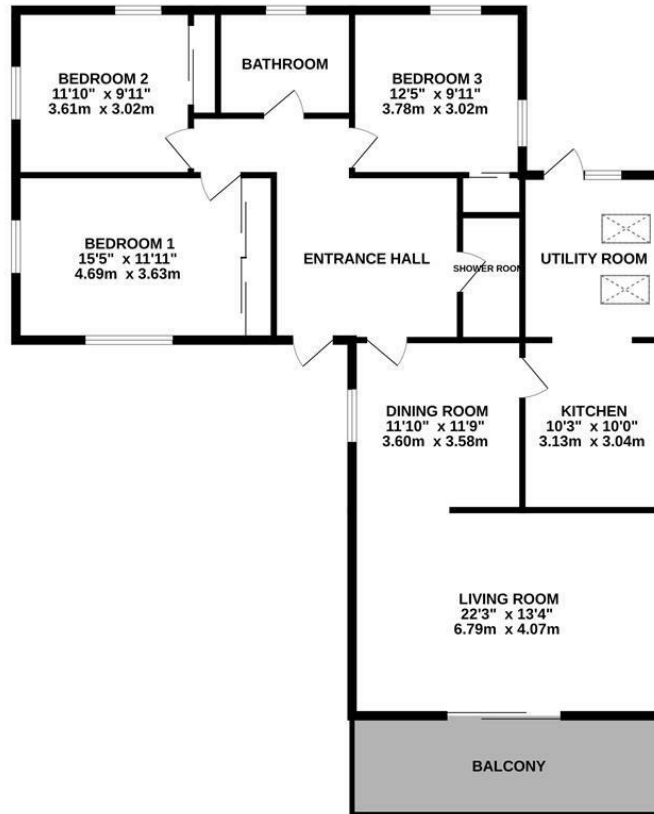 BEDROOM 2
11'10" x 9'11"
3.61m x 3.02m
BATHROOM
BEDROOM 3
12'5" x 9'11"
3.78m x 3.02m
BEDROOM 1
15'5" x 11'11"
4.69m x 3.63m
ENTRANCE HALL
SHOWER ROOM
UTILITY ROOM
DINING ROOM
11'10" x 11'9"
3.60m x 3.58m
KITCHEN
10'3" x 10'0"
3.13m x 3.04m
LIVING ROOM
22'3" x 13'4"
6.79m x 4.07m
BALCONY